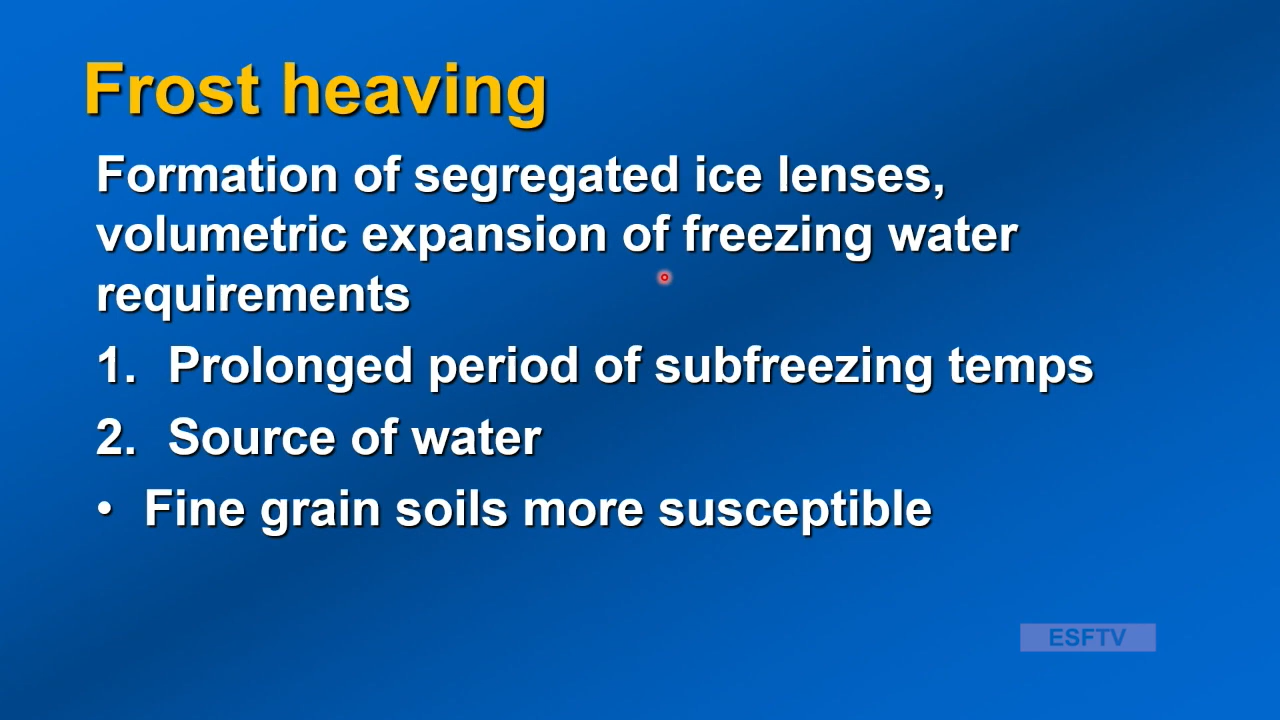 Frost heaving
Formation of segregated ice lenses,
volumetric expansion of freezing water
requirements
1. Prolonged period of subfreezing temps
2. Source of water
• Fine grain soils more susceptible
ESFTV